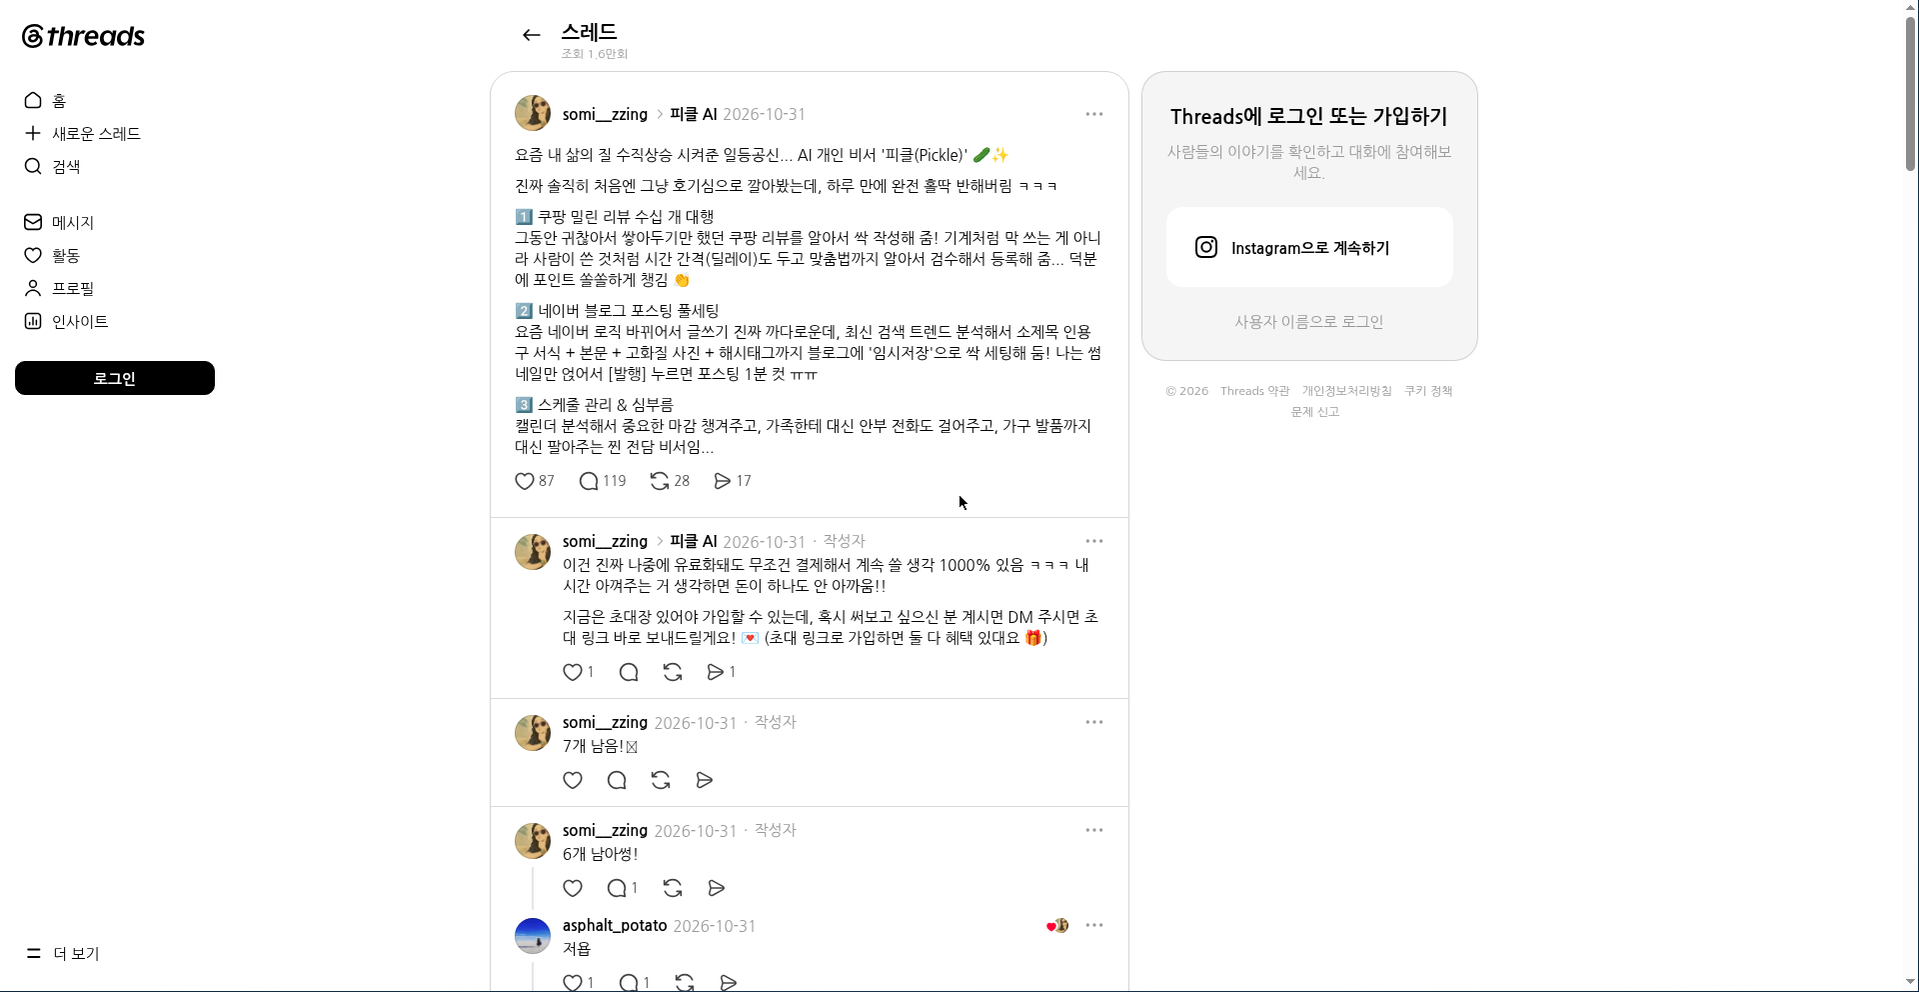 threads
홈
새로운 스레드
검색
메시지
활동
프로필
인사이트
로그인
더 보기
스레드
조회 1.6만회
somi__zzing > 피클 AI 2026-10-31
요즘 내 삶의 질 수직상승 시켜준 일등공신... AI 개인 비서 '피클(Pickle)' 🥒✨
진짜 솔직히 처음엔 그냥 호기심으로 깔아봤는데, 하루 만에 완전 홀딱 반해버림 ㅋㅋㅋ
1️⃣ 쿠팡 밀린 리뷰 수십 개 대행
그동안 귀찮아서 쌓아두기만 했던 쿠팡 리뷰를 알아서 싹 작성해 줌! 기계처럼 막 쓰는 게 아니
라 사람이 쓴 것처럼 시간 간격(딜레이)도 두고 맞춤법까지 알아서 검수해서 등록해 줌... 덕분
에 포인트 쏠쏠하게 챙김 👏
2️⃣ 네이버 블로그 포스팅 풀세팅
요즘 네이버 로직 바뀌어서 글쓰기 진짜 까다로운데, 최신 검색 트렌드 분석해서 소제목 인용
구 서식 + 본문 + 고화질 사진 + 해시태그까지 블로그에 '임시저장'으로 싹 세팅해 둠! 나는 썸
네일만 얹어서 [발행] 누르면 포스팅 1분 컷 ㅠㅠ
3️⃣ 스케줄 관리 & 심부름
캘린더 분석해서 중요한 마감 챙겨주고, 가족한테 대신 안부 전화도 걸어주고, 가구 발품까지
대신 팔아주는 찐 전담 비서임...
87 119 28 17
somi__zzing > 피클 AI 2026-10-31 · 작성자
이건 진짜 나중에 유료화돼도 무조건 결제해서 계속 쓸 생각 1000% 있음 ㅋㅋㅋ 내
시간 아껴주는 거 생각하면 돈이 하나도 안 아까움!!
지금은 초대장 있어야 가입할 수 있는데, 혹시 써보고 싶으신 분 계시면 DM 주시면 초
대 링크 바로 보내드릴게요! 💌 (초대 링크로 가입하면 둘 다 혜택 있대요 🎁)
1 1
somi__zzing 2026-10-31 · 작성자
7개 남음!
somi__zzing 2026-10-31 · 작성자
6개 남아썽!
1
asphalt_potato 2026-10-31
저욥
1 1
Threads에 로그인 또는 가입하기
사람들의 이야기를 확인하고 대화에 참여해보
세요.
Instagram으로 계속하기
사용자 이름으로 로그인
© 2026 Threads 약관 개인정보처리방침 쿠키 정책
문제 신고